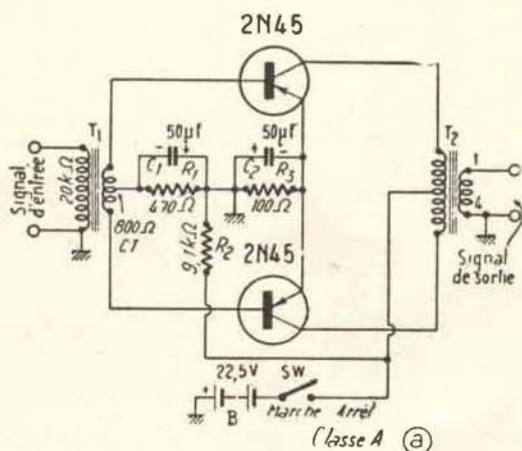 2N45
T1
Signal
d'entrée
20kΩ
800Ω
CT
50µf
C1
R1
470Ω
50µf
C2
R3
100Ω
9,1kΩ
R2
2N45
T2
1
4
Signal
de sortie
22,5V
B
SW
Marche Arrêt
Classe A (a)